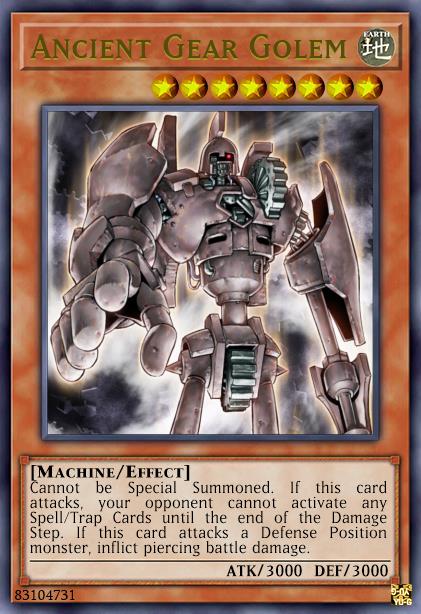 ANCIENT GEAR GOLEM
EARTH
地
[MACHINE/EFFECT]
Cannot be Special Summoned. If this card
attacks, your opponent cannot activate any
Spell/Trap Cards until the end of the Damage
Step. If this card attacks a Defense Position
monster, inflict piercing battle damage.
ATK/3000 DEF/3000
83104731